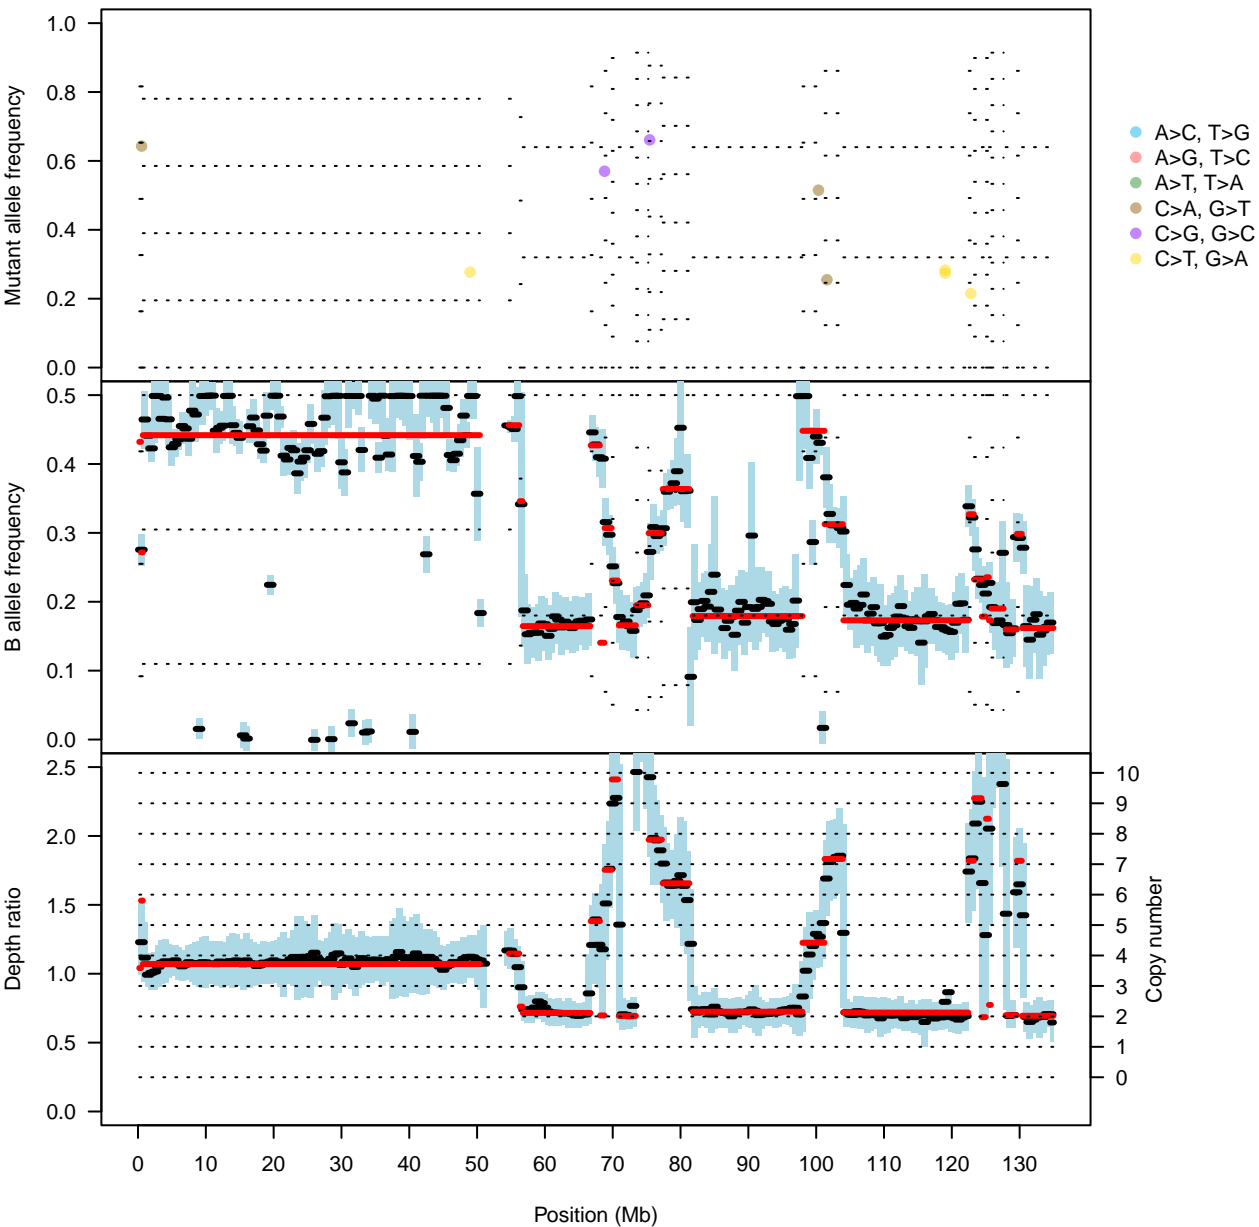 Mutant allele frequency
1.0
0.8
0.6
0.4
0.2
0.0
A>C, T>G
A>G, T>C
A>T, T>A
C>A, G>T
C>G, G>C
C>T, G>A
B allele frequency
0.5
0.4
0.3
0.2
0.1
0.0
Depth ratio
2.5
2.0
1.5
1.0
0.5
0.0
10
9
8
7
6
5
4
3
2
1
0
Copy number
0 10 20 30 40 50 60 70 80 90 100 110 120 130
Position (Mb)